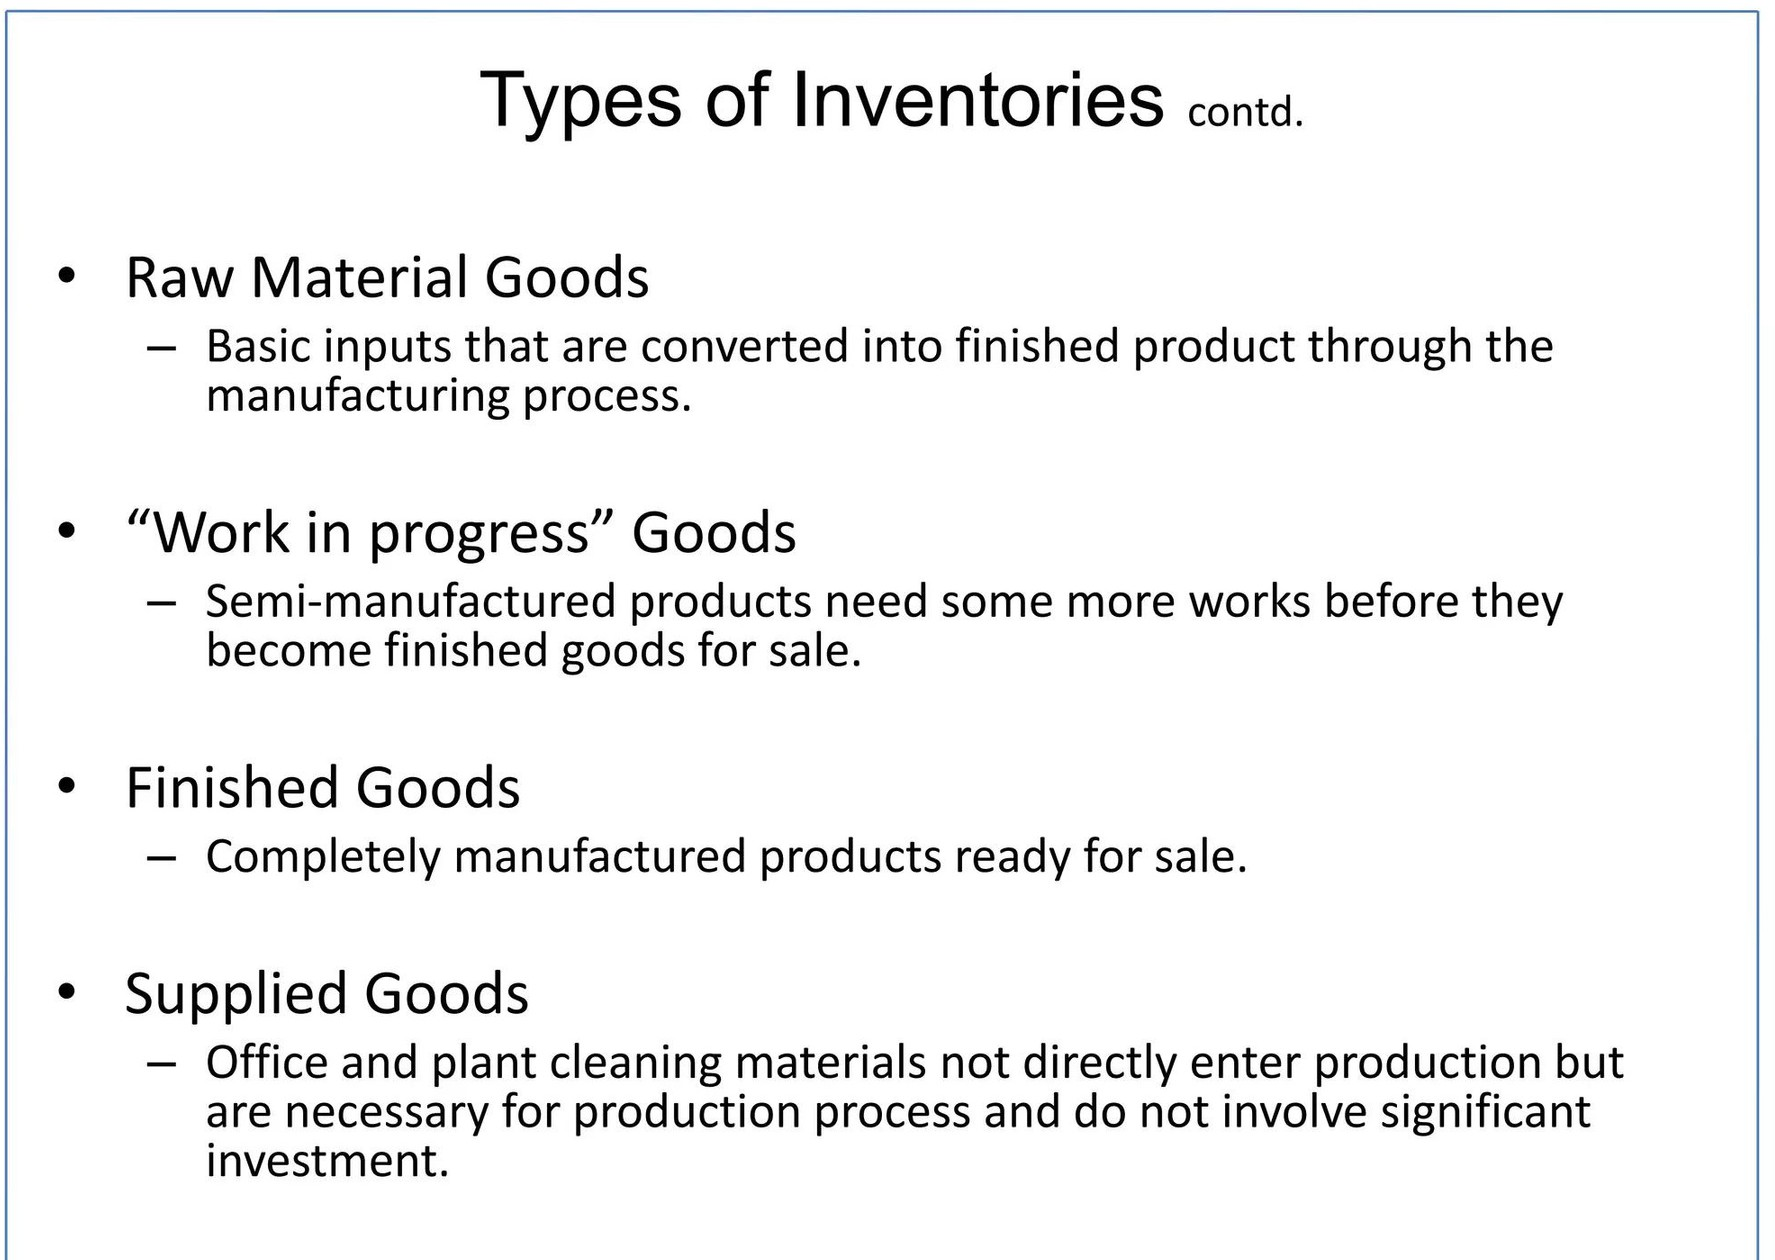 Types of Inventories contd.
• Raw Material Goods
– Basic inputs that are converted into finished product through the
manufacturing process.
• “Work in progress” Goods
– Semi-manufactured products need some more works before they
become finished goods for sale.
• Finished Goods
– Completely manufactured products ready for sale.
• Supplied Goods
– Office and plant cleaning materials not directly enter production but
are necessary for production process and do not involve significant
investment.